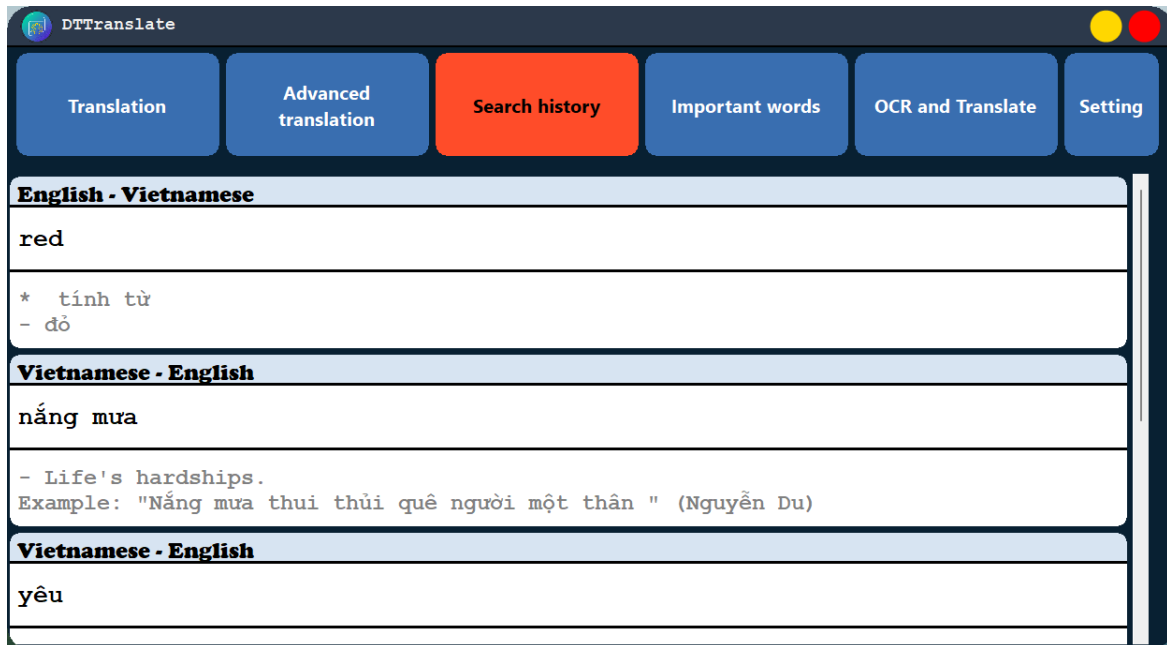 DTTranslate
Translation
Advanced
translation
Search history
Important words
OCR and Translate
Setting
English - Vietnamese
red
*  tính từ
- đỏ
Vietnamese - English
nắng mưa
- Life's hardships.
Example: "Nắng mưa thui thủi quê người một thân " (Nguyễn Du)
Vietnamese - English
yêu